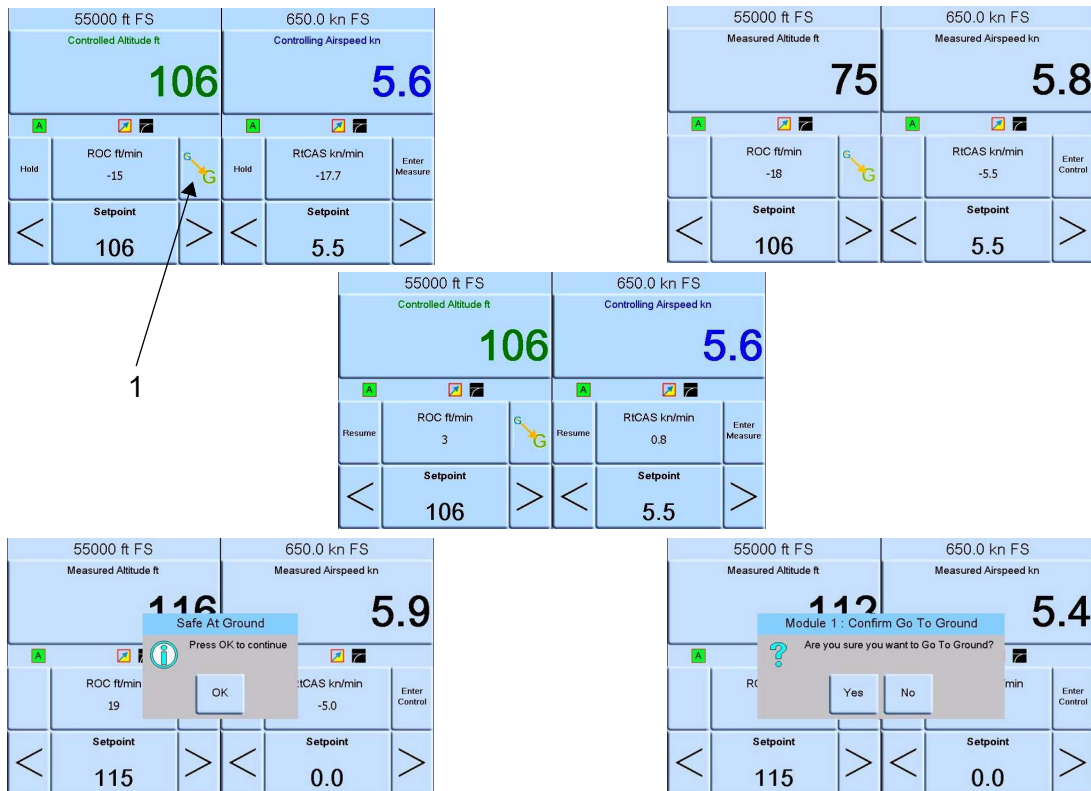 55000 ft FS
650.0 kn FS
Controlled Altitude ft
Controlling Airspeed kn
106
5.6
A
A
Hold
ROC ft/min
-15
G
G
Hold
RtCAS kn/min
-17.7
Enter
Measure
<
Setpoint
106
>
<
Setpoint
5.5
>
55000 ft FS
650.0 kn FS
Measured Altitude ft
Measured Airspeed kn
75
5.8
A
A
ROC ft/min
-18
G
G
RtCAS kn/min
-5.5
Enter
Control
<
Setpoint
106
>
<
Setpoint
5.5
>
1
55000 ft FS
650.0 kn FS
Controlled Altitude ft
Controlling Airspeed kn
106
5.6
A
A
Resume
ROC ft/min
3
G
G
Resume
RtCAS kn/min
0.8
Enter
Measure
<
Setpoint
106
>
<
Setpoint
5.5
>
55000 ft FS
650.0 kn FS
Measured Altitude ft
Measured Airspeed kn
116
5.9
Safe At Ground
Press OK to continue
OK
A
ROC ft/min
19
tCAS kn/min
-5.0
Enter
Control
<
Setpoint
115
>
<
Setpoint
0.0
>
55000 ft FS
650.0 kn FS
Measured Altitude ft
Measured Airspeed kn
112
5.4
Module 1 : Confirm Go To Ground
Are you sure you want to Go To Ground?
?
Yes
No
A
RO
min
Enter
Control
<
Setpoint
115
>
<
Setpoint
0.0
>